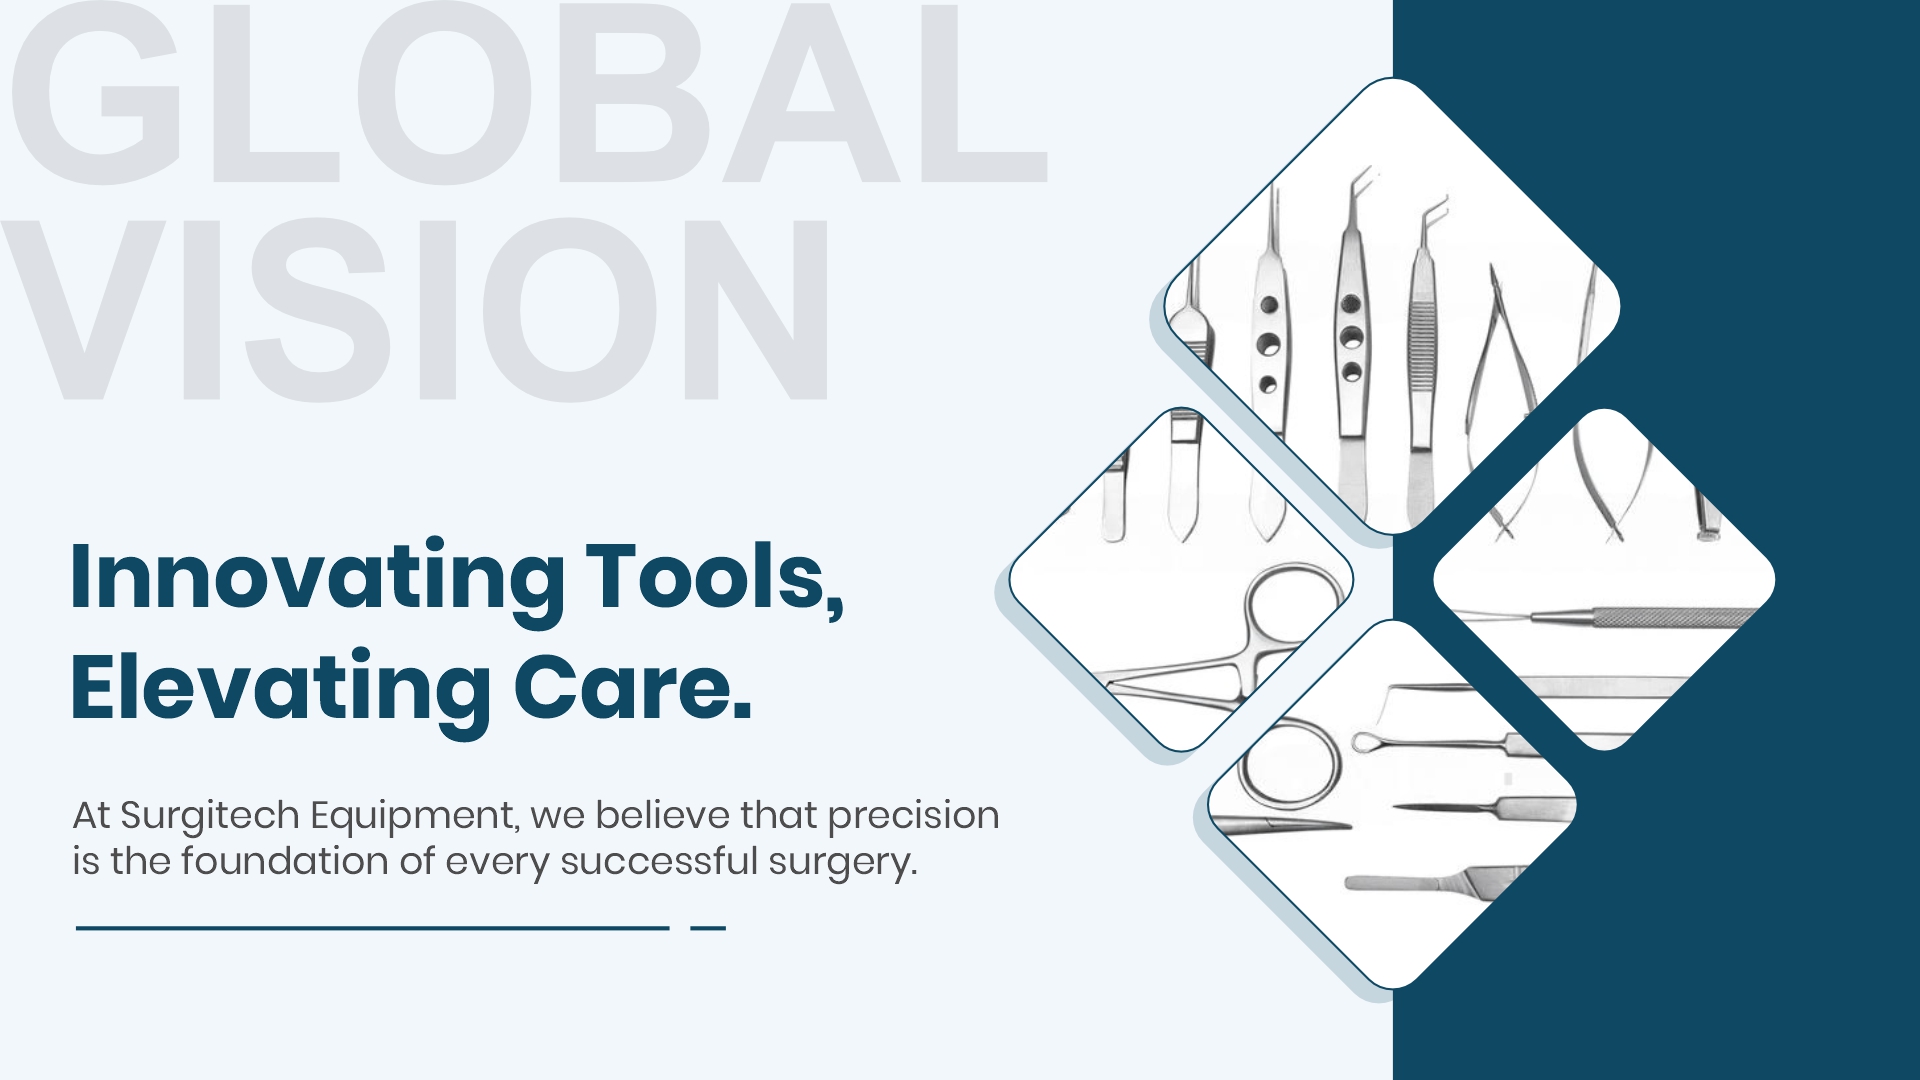 GLOBAL
VISION
Innovating Tools,
Elevating Care.
At Surgitech Equipment, we believe that precision
is the foundation of every successful surgery.